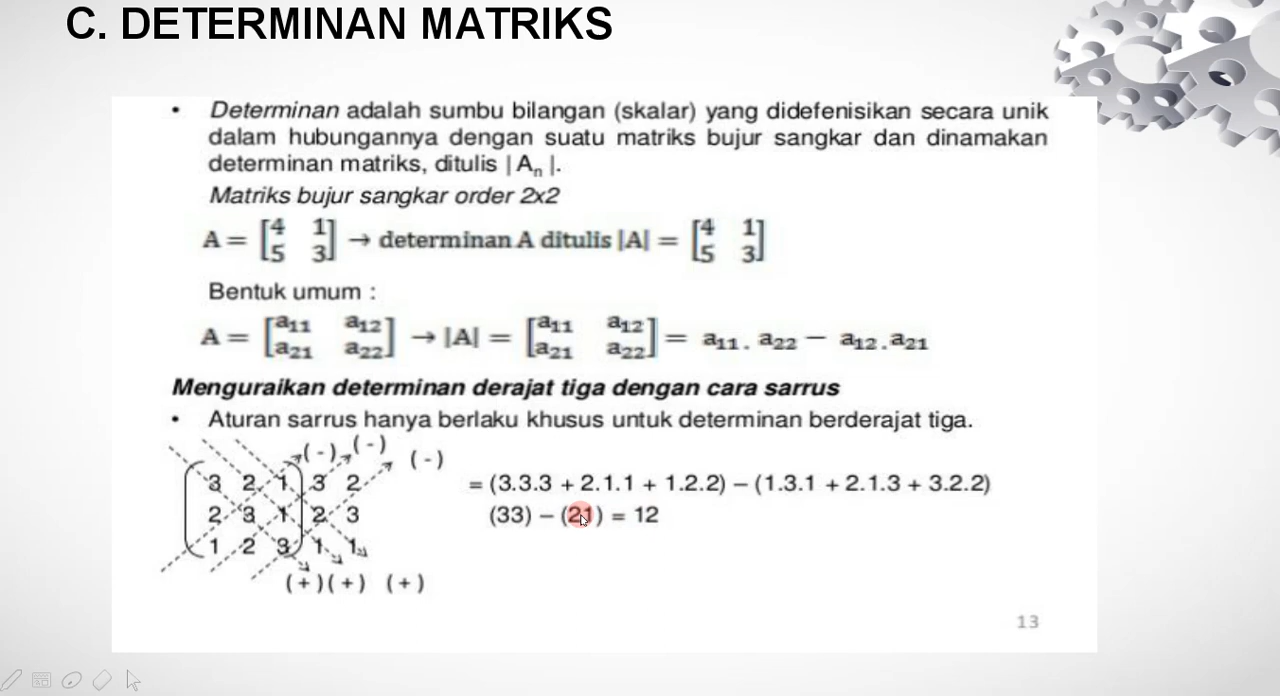 C. DETERMINAN MATRIKS
• Determinan adalah sumbu bilangan (skalar) yang didefenisikan secara unik
dalam hubungannya dengan suatu matriks bujur sangkar dan dinamakan
determinan matriks, ditulis |Aₙ|.
Matriks bujur sangkar order 2x2
A = [4 1 5 3] → determinan A ditulis |A| = [4 1 5 3]
Bentuk umum :
A = [a11 a12 a21 a22] → |A| = [a11 a12 a21 a22] = a11. a22 − a12.a21
Menguraikan determinan derajat tiga dengan cara sarrus
• Aturan sarrus hanya berlaku khusus untuk determinan berderajat tiga.
(-) (-) (-)
3 2 1 3 2 = (3.3.3 + 2.1.1 + 1.2.2) − (1.3.1 + 2.1.3 + 3.2.2)
2 3 1 2 3 (33) − (21) = 12
1 2 3 1 1
(+)(+) (+)
13